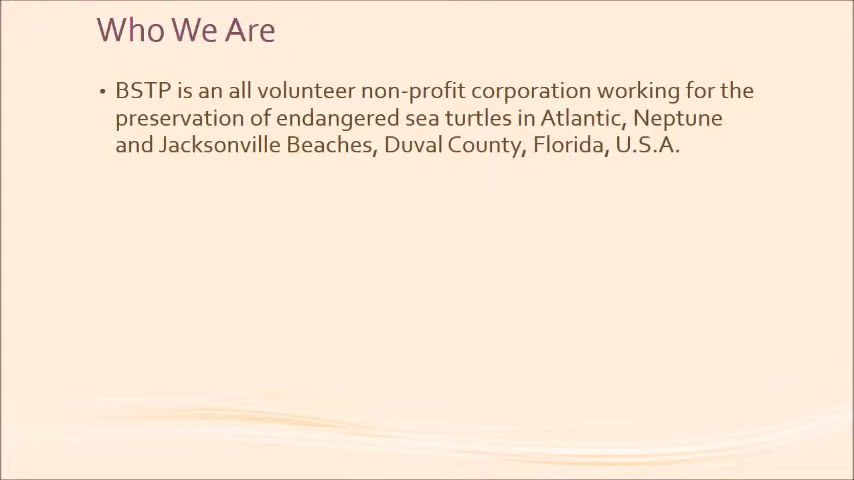 Who We Are
• BSTP is an all volunteer non-profit corporation working for the
preservation of endangered sea turtles in Atlantic, Neptune
and Jacksonville Beaches, Duval County, Florida, U.S.A.